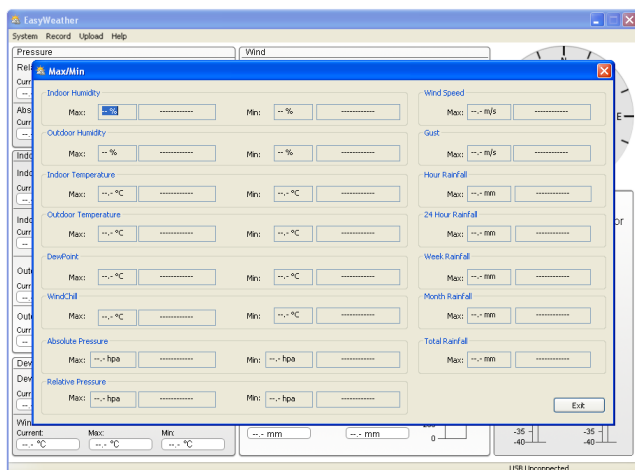 EasyWeather
System Record Upload Help
Pressure Wind
N
Max/Min
Indoor Humidity Wind Speed
Max: -- % ------------ Min: -- % ------------ Max: --.- m/s ------------
Outdoor Humidity Gust
Max: -- % ------------ Min: -- % ------------ Max: --.- m/s ------------
E
Indoor Temperature Hour Rainfall
Max: --.- °C ------------ Min: --.- °C ------------ Max: --.- mm ------------
Outdoor Temperature 24 Hour Rainfall
Max: --.- °C ------------ Min: --.- °C ------------ Max: --.- mm ------------
DewPoint Week Rainfall
Max: --.- °C ------------ Min: --.- °C ------------ Max: --.- mm ------------
WindChill Month Rainfall
Max: --.- °C ------------ Min: --.- °C ------------ Max: --.- mm ------------
Absolute Pressure Total Rainfall
Max: --.- hpa ------------ Min: --.- hpa ------------ Max: --.- mm ------------
Relative Pressure
Max: --.- hpa ------------ Min: --.- hpa ------------
Exit
Current: Max: Min:
--.- °C --.- °C --.- °C --.- mm --.- mm 0
-35 -35
-40 -40
USB Unconnected